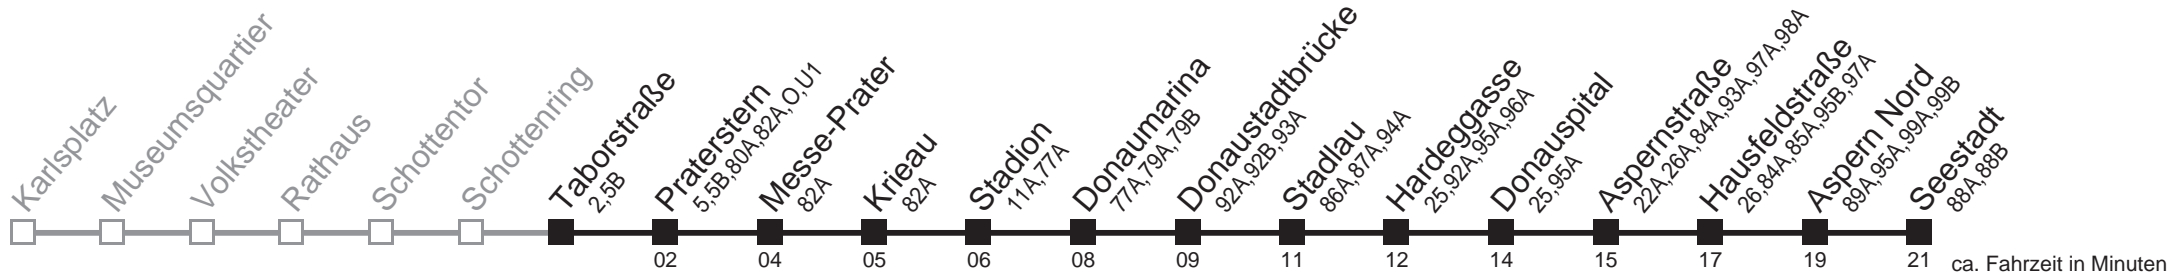 Karlsplatz
Museumsquartier
Volkstheater
Rathaus
Schottentor
Schottenring
Taborstraße
2,5B
Praterstern
5,5B,80A,82A,O,U1
Messe-Prater
82A
Krieau
82A
Stadion
11A,77A
Donaumarina
77A,79A,79B
Donaustadtbrücke
92A,92B,93A
Stadlau
86A,87A,94A
Hardeggasse
25,92A,95A,96A
Donauspital
25,95A
Aspernstraße
22A,26A,84A,93A,97A,98A
Hausfeldstraße
26,84A,85A,95B,97A
Aspern Nord
89A,95A,99A,99B
Seestadt
88A,88B
02 04 05 06 08 09 11 12 14 15 17 19 21 ca. Fahrzeit in Minuten